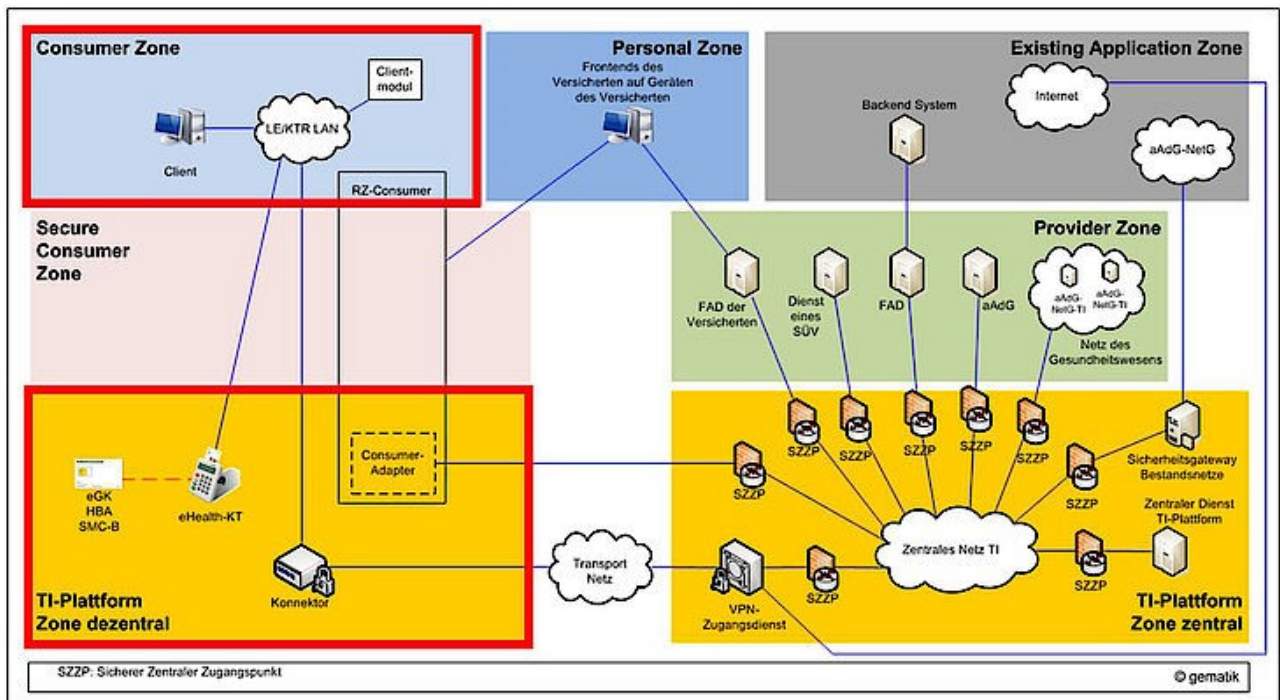 Consumer Zone
Client-
modul
LE/KTR LAN
Client
RZ-Consumer
Personal Zone
Frontends des
Versicherten auf Geräten
des Versicherten
Existing Application Zone
Internet
Backend System
aAdG-NetG
Secure
Consumer
Zone
Provider Zone
FAD der
Versicherten
Dienst
eines
SÜV
FAD
aAdG
aAdG-
NetG-TI
aAdG-
NetG-TI
Netz des
Gesundheitswesens
eGK
HBA
SMC-B
eHealth-KT
Consumer-
Adapter
Konnektor
TI-Plattform
Zone dezentral
Transport
Netz
SZZP
SZZP
SZZP
SZZP
SZZP
SZZP
SZZP
Sicherheitsgateway
Bestandsnetze
Zentraler Dienst
TI-Plattform
Zentrales Netz TI
SZZP
SZZP
VPN-
Zugangsdienst
TI-Plattform
Zone zentral
SZZP: Sicherer Zentraler Zugangspunkt
© gematik